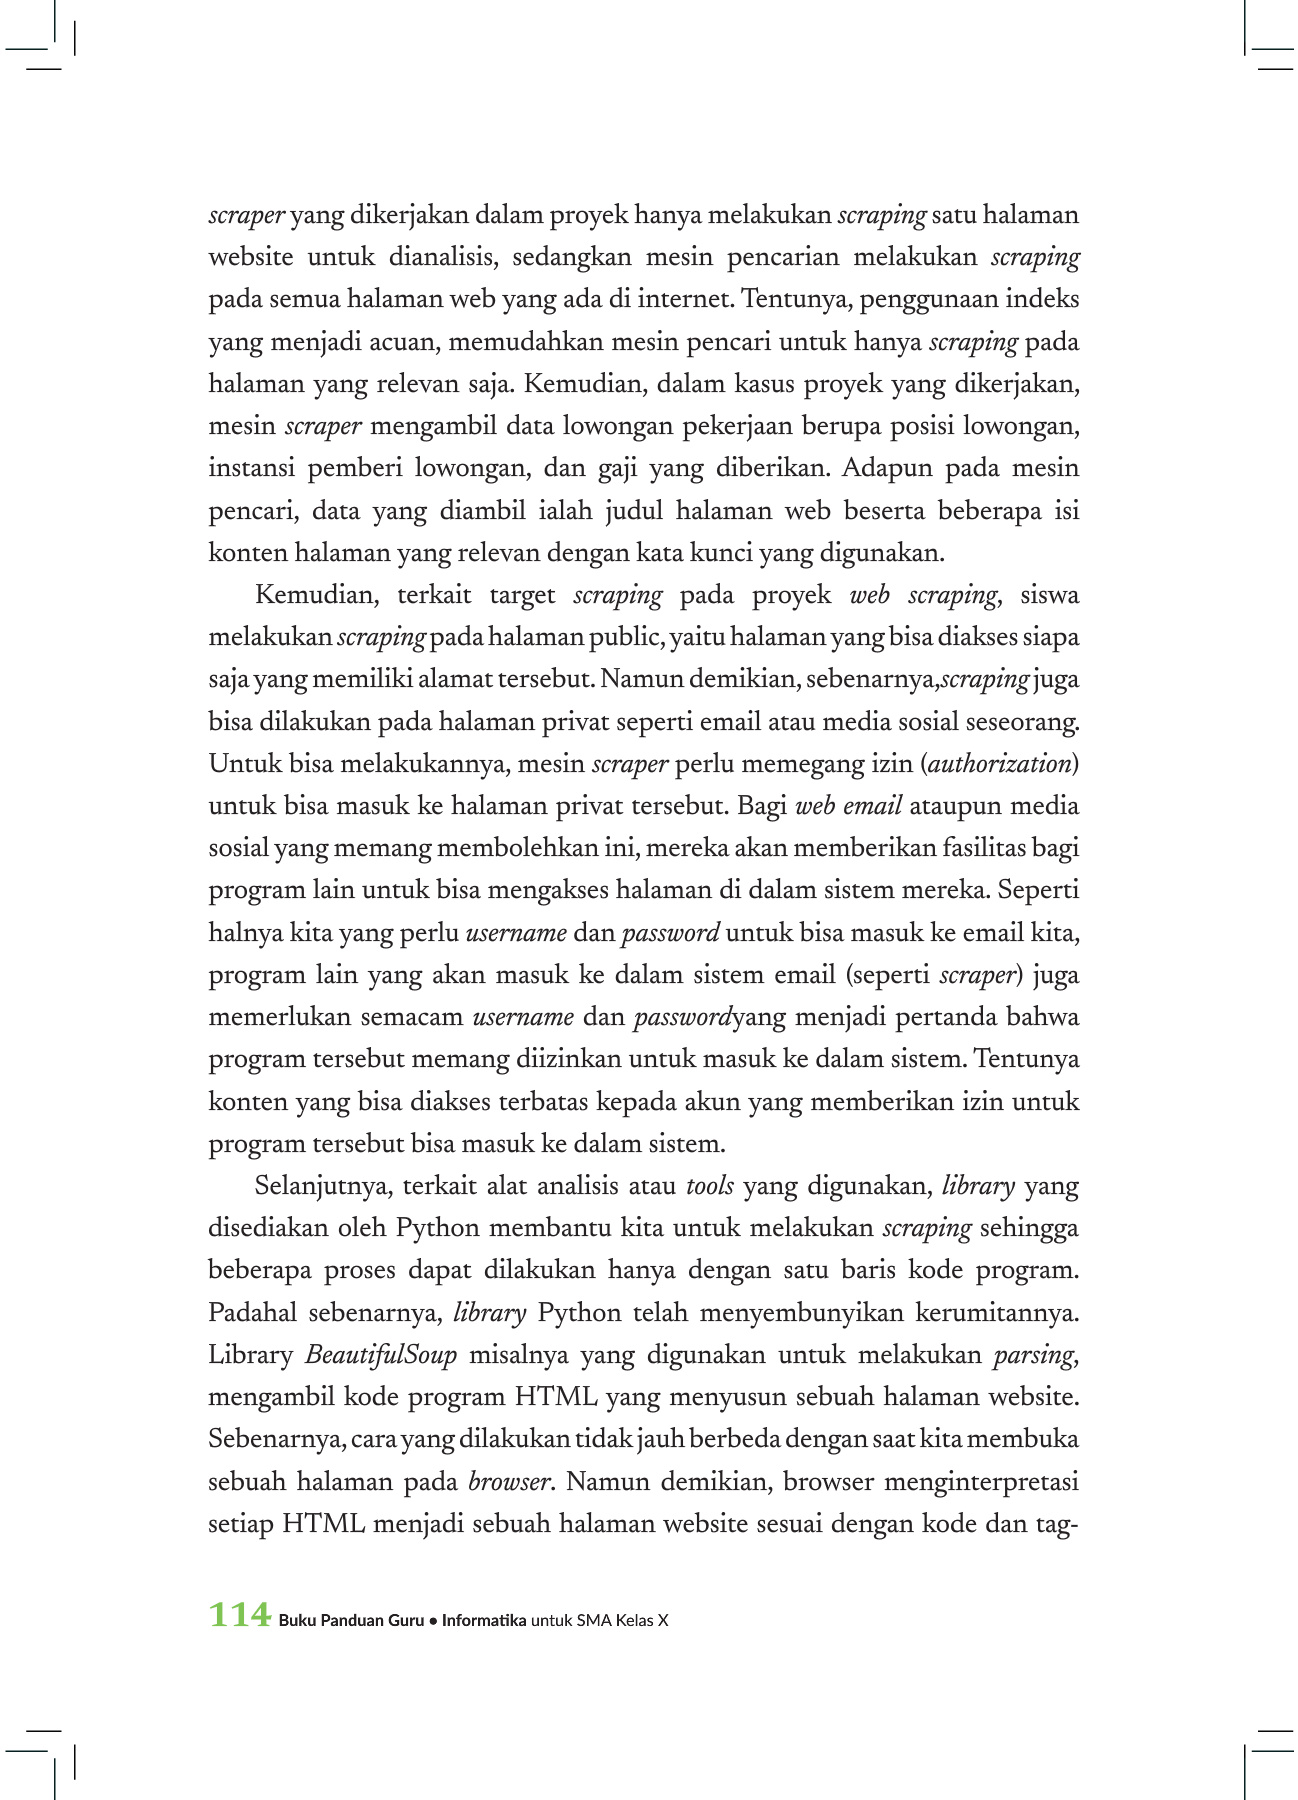 scraper yang dikerjakan dalam proyek hanya melakukan scraping satu halaman
website untuk dianalisis, sedangkan mesin pencarian melakukan scraping
pada semua halaman web yang ada di internet. Tentunya, penggunaan indeks
yang menjadi acuan, memudahkan mesin pencari untuk hanya scraping pada
halaman yang relevan saja. Kemudian, dalam kasus proyek yang dikerjakan,
mesin scraper mengambil data lowongan pekerjaan berupa posisi lowongan,
instansi pemberi lowongan, dan gaji yang diberikan. Adapun pada mesin
pencari, data yang diambil ialah judul halaman web beserta beberapa isi
konten halaman yang relevan dengan kata kunci yang digunakan.
Kemudian, terkait target scraping pada proyek web scraping, siswa
melakukan scraping pada halaman public, yaitu halaman yang bisa diakses siapa
saja yang memiliki alamat tersebut. Namun demikian, sebenarnya,scraping juga
bisa dilakukan pada halaman privat seperti email atau media sosial seseorang.
Untuk bisa melakukannya, mesin scraper perlu memegang izin (authorization)
untuk bisa masuk ke halaman privat tersebut. Bagi web email ataupun media
sosial yang memang membolehkan ini, mereka akan memberikan fasilitas bagi
program lain untuk bisa mengakses halaman di dalam sistem mereka. Seperti
halnya kita yang perlu username dan password untuk bisa masuk ke email kita,
program lain yang akan masuk ke dalam sistem email (seperti scraper) juga
memerlukan semacam username dan passwordyang menjadi pertanda bahwa
program tersebut memang diizinkan untuk masuk ke dalam sistem. Tentunya
konten yang bisa diakses terbatas kepada akun yang memberikan izin untuk
program tersebut bisa masuk ke dalam sistem.
Selanjutnya, terkait alat analisis atau tools yang digunakan, library yang
disediakan oleh Python membantu kita untuk melakukan scraping sehingga
beberapa proses dapat dilakukan hanya dengan satu baris kode program.
Padahal sebenarnya, library Python telah menyembunyikan kerumitannya.
Library BeautifulSoup misalnya yang digunakan untuk melakukan parsing,
mengambil kode program HTML yang menyusun sebuah halaman website.
Sebenarnya, cara yang dilakukan tidak jauh berbeda dengan saat kita membuka
sebuah halaman pada browser. Namun demikian, browser menginterpretasi
setiap HTML menjadi sebuah halaman website sesuai dengan kode dan tag-
114 Buku Panduan Guru • Informatika untuk SMA Kelas X